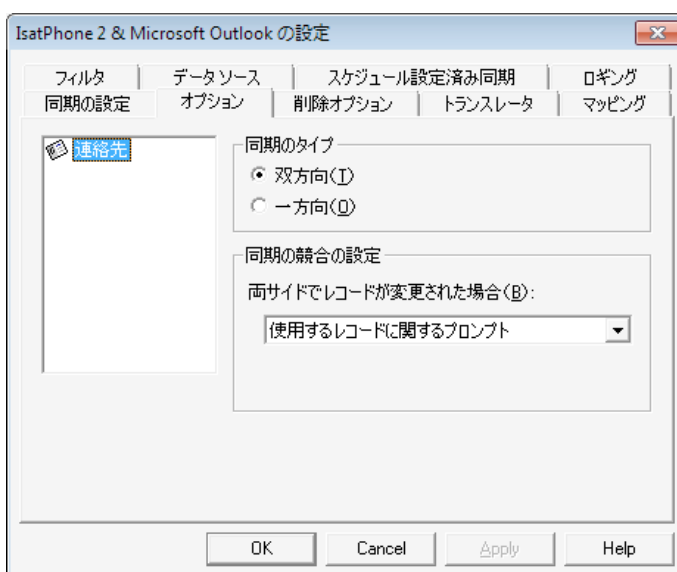 IsatPhone 2 & Microsoft Outlook の設定
フィルタ データ ソース スケジュール設定済み同期 ロギング
同期の設定 オプション 削除オプション トランスレータ マッピング
連絡先
同期のタイプ
双方向(T)
一方向(O)
同期の競合の設定
両サイドでレコードが変更された場合(B):
使用するレコードに関するプロンプト
OK Cancel Apply Help